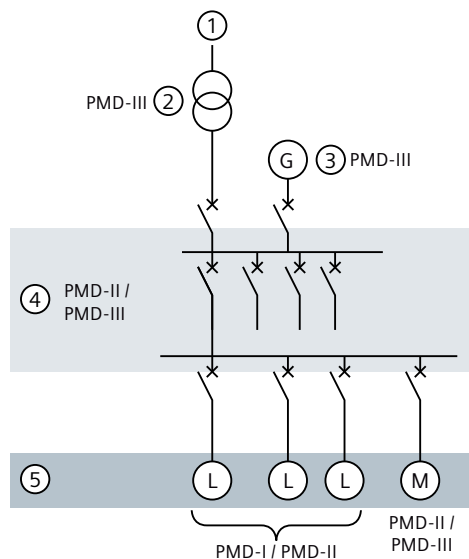 1
PMD-III 2
G 3 PMD-III
4 PMD-II /
PMD-III
5 L L L M
PMD-I / PMD-II
PMD-II /
PMD-III